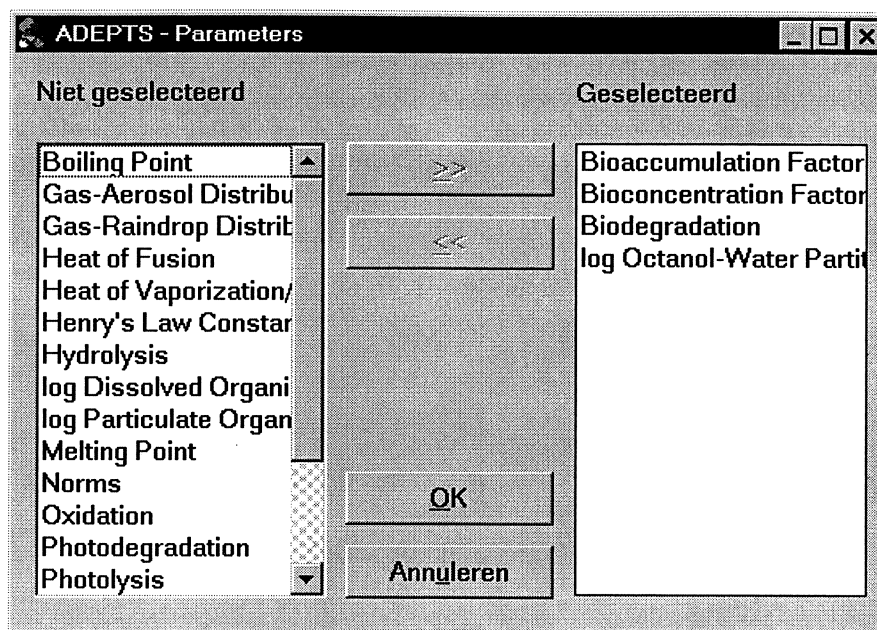 ADEPTS - Parameters
Niet geselecteerd
Geselecteerd
Boiling Point
Gas-Aerosol Distribu
Gas-Raindrop Distrib
Heat of Fusion
Heat of Vaporization/
Henry's Law Constan
Hydrolysis
log Dissolved Organi
log Particulate Organ
Melting Point
Norms
Oxidation
Photodegradation
Photolysis
>>
<<
OK
Annuleren
Bioaccumulation Factor
Bioconcentration Factor
Biodegradation
log Octanol-Water Partit